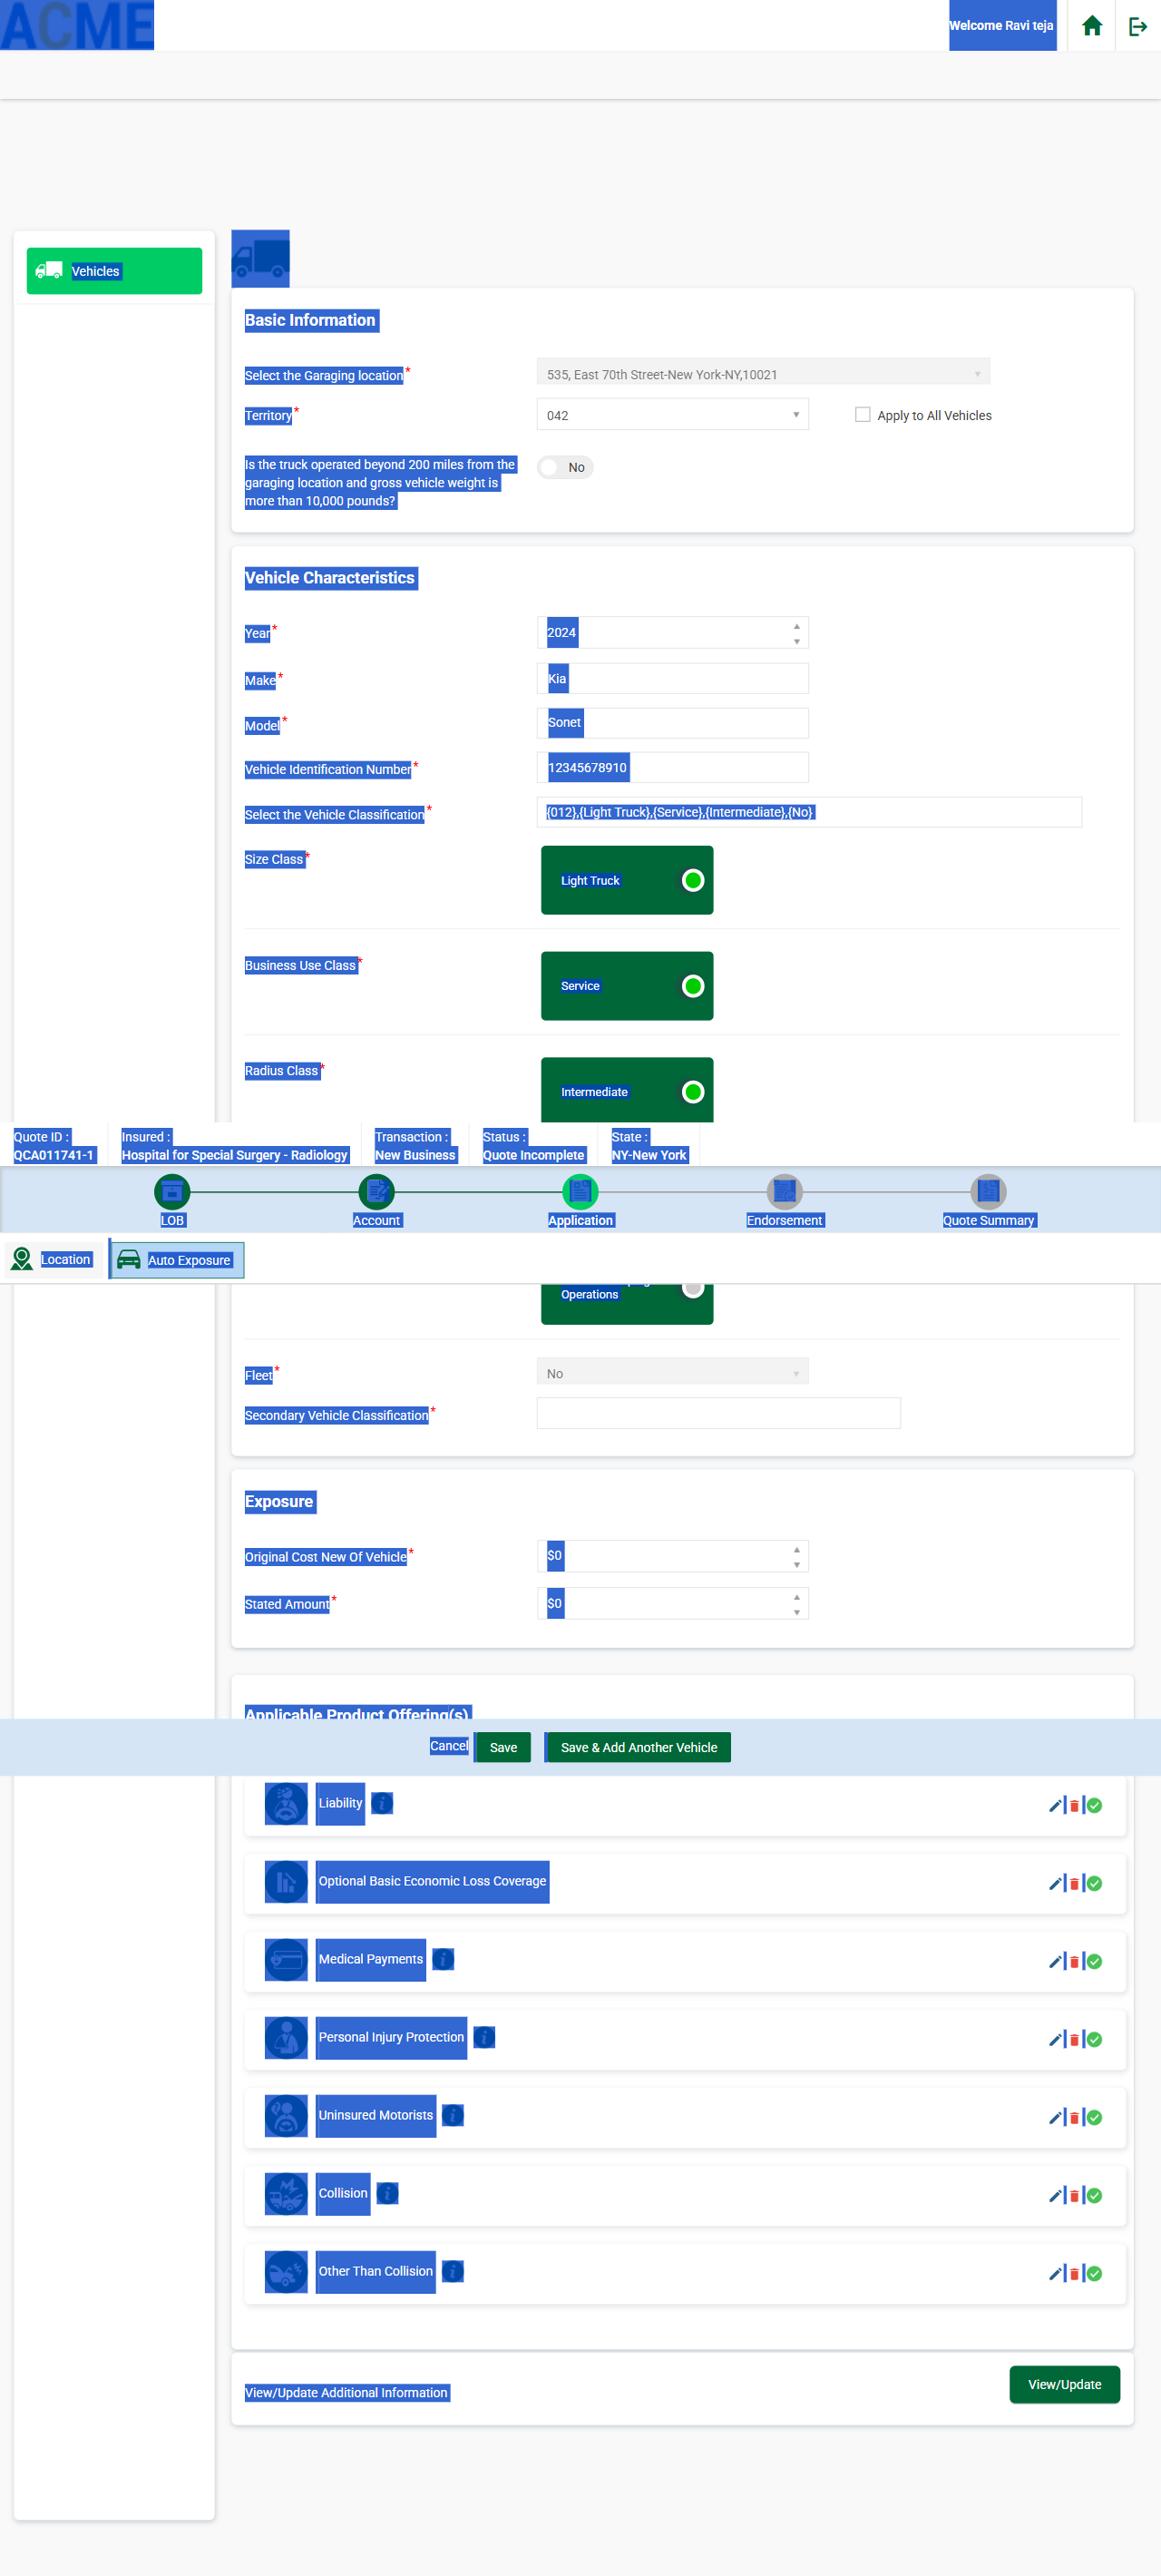 ACME
Welcome Ravi teja
Vehicles
Basic Information
Select the Garaging location*
535, East 70th Street-New York-NY,10021
Territory*
042
Apply to All Vehicles
Is the truck operated beyond 200 miles from the
garaging location and gross vehicle weight is
more than 10,000 pounds?
No
Vehicle Characteristics
Year*
2024
Make*
Kia
Model*
Sonet
Vehicle Identification Number*
12345678910
Select the Vehicle Classification*
{012},{Light Truck},{Service},{Intermediate},{No}
Size Class*
Light Truck
Business Use Class*
Service
Radius Class*
Intermediate
Quote ID :
QCA011741-1
Insured :
Hospital for Special Surgery - Radiology
Transaction :
New Business
Status :
Quote Incomplete
State :
NY-New York
LOB
Account
Application
Endorsement
Quote Summary
Location
Auto Exposure
Operations
Fleet*
No
Secondary Vehicle Classification*
Exposure
Original Cost New Of Vehicle*
$0
Stated Amount*
$0
Applicable Product Offering(s)
Cancel
Save
Save & Add Another Vehicle
Liability
Optional Basic Economic Loss Coverage
Medical Payments
Personal Injury Protection
Uninsured Motorists
Collision
Other Than Collision
View/Update Additional Information
View/Update